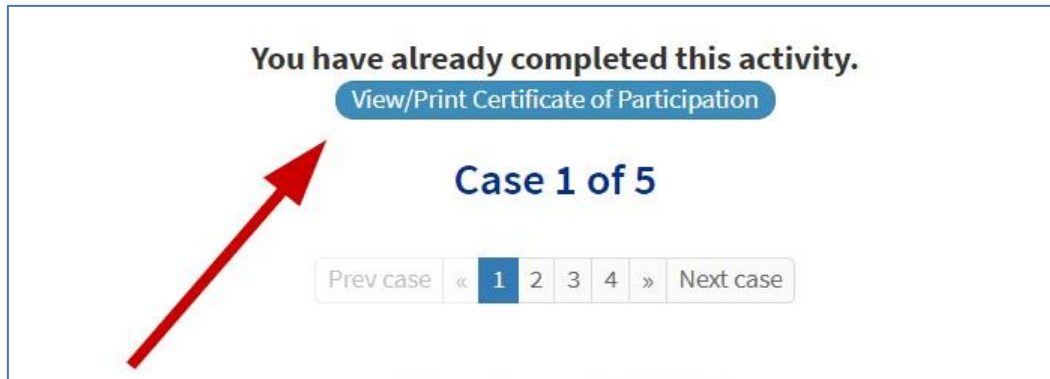 You have already completed this activity.
View/Print Certificate of Participation
Case 1 of 5
Prev case « 1 2 3 4 » Next case